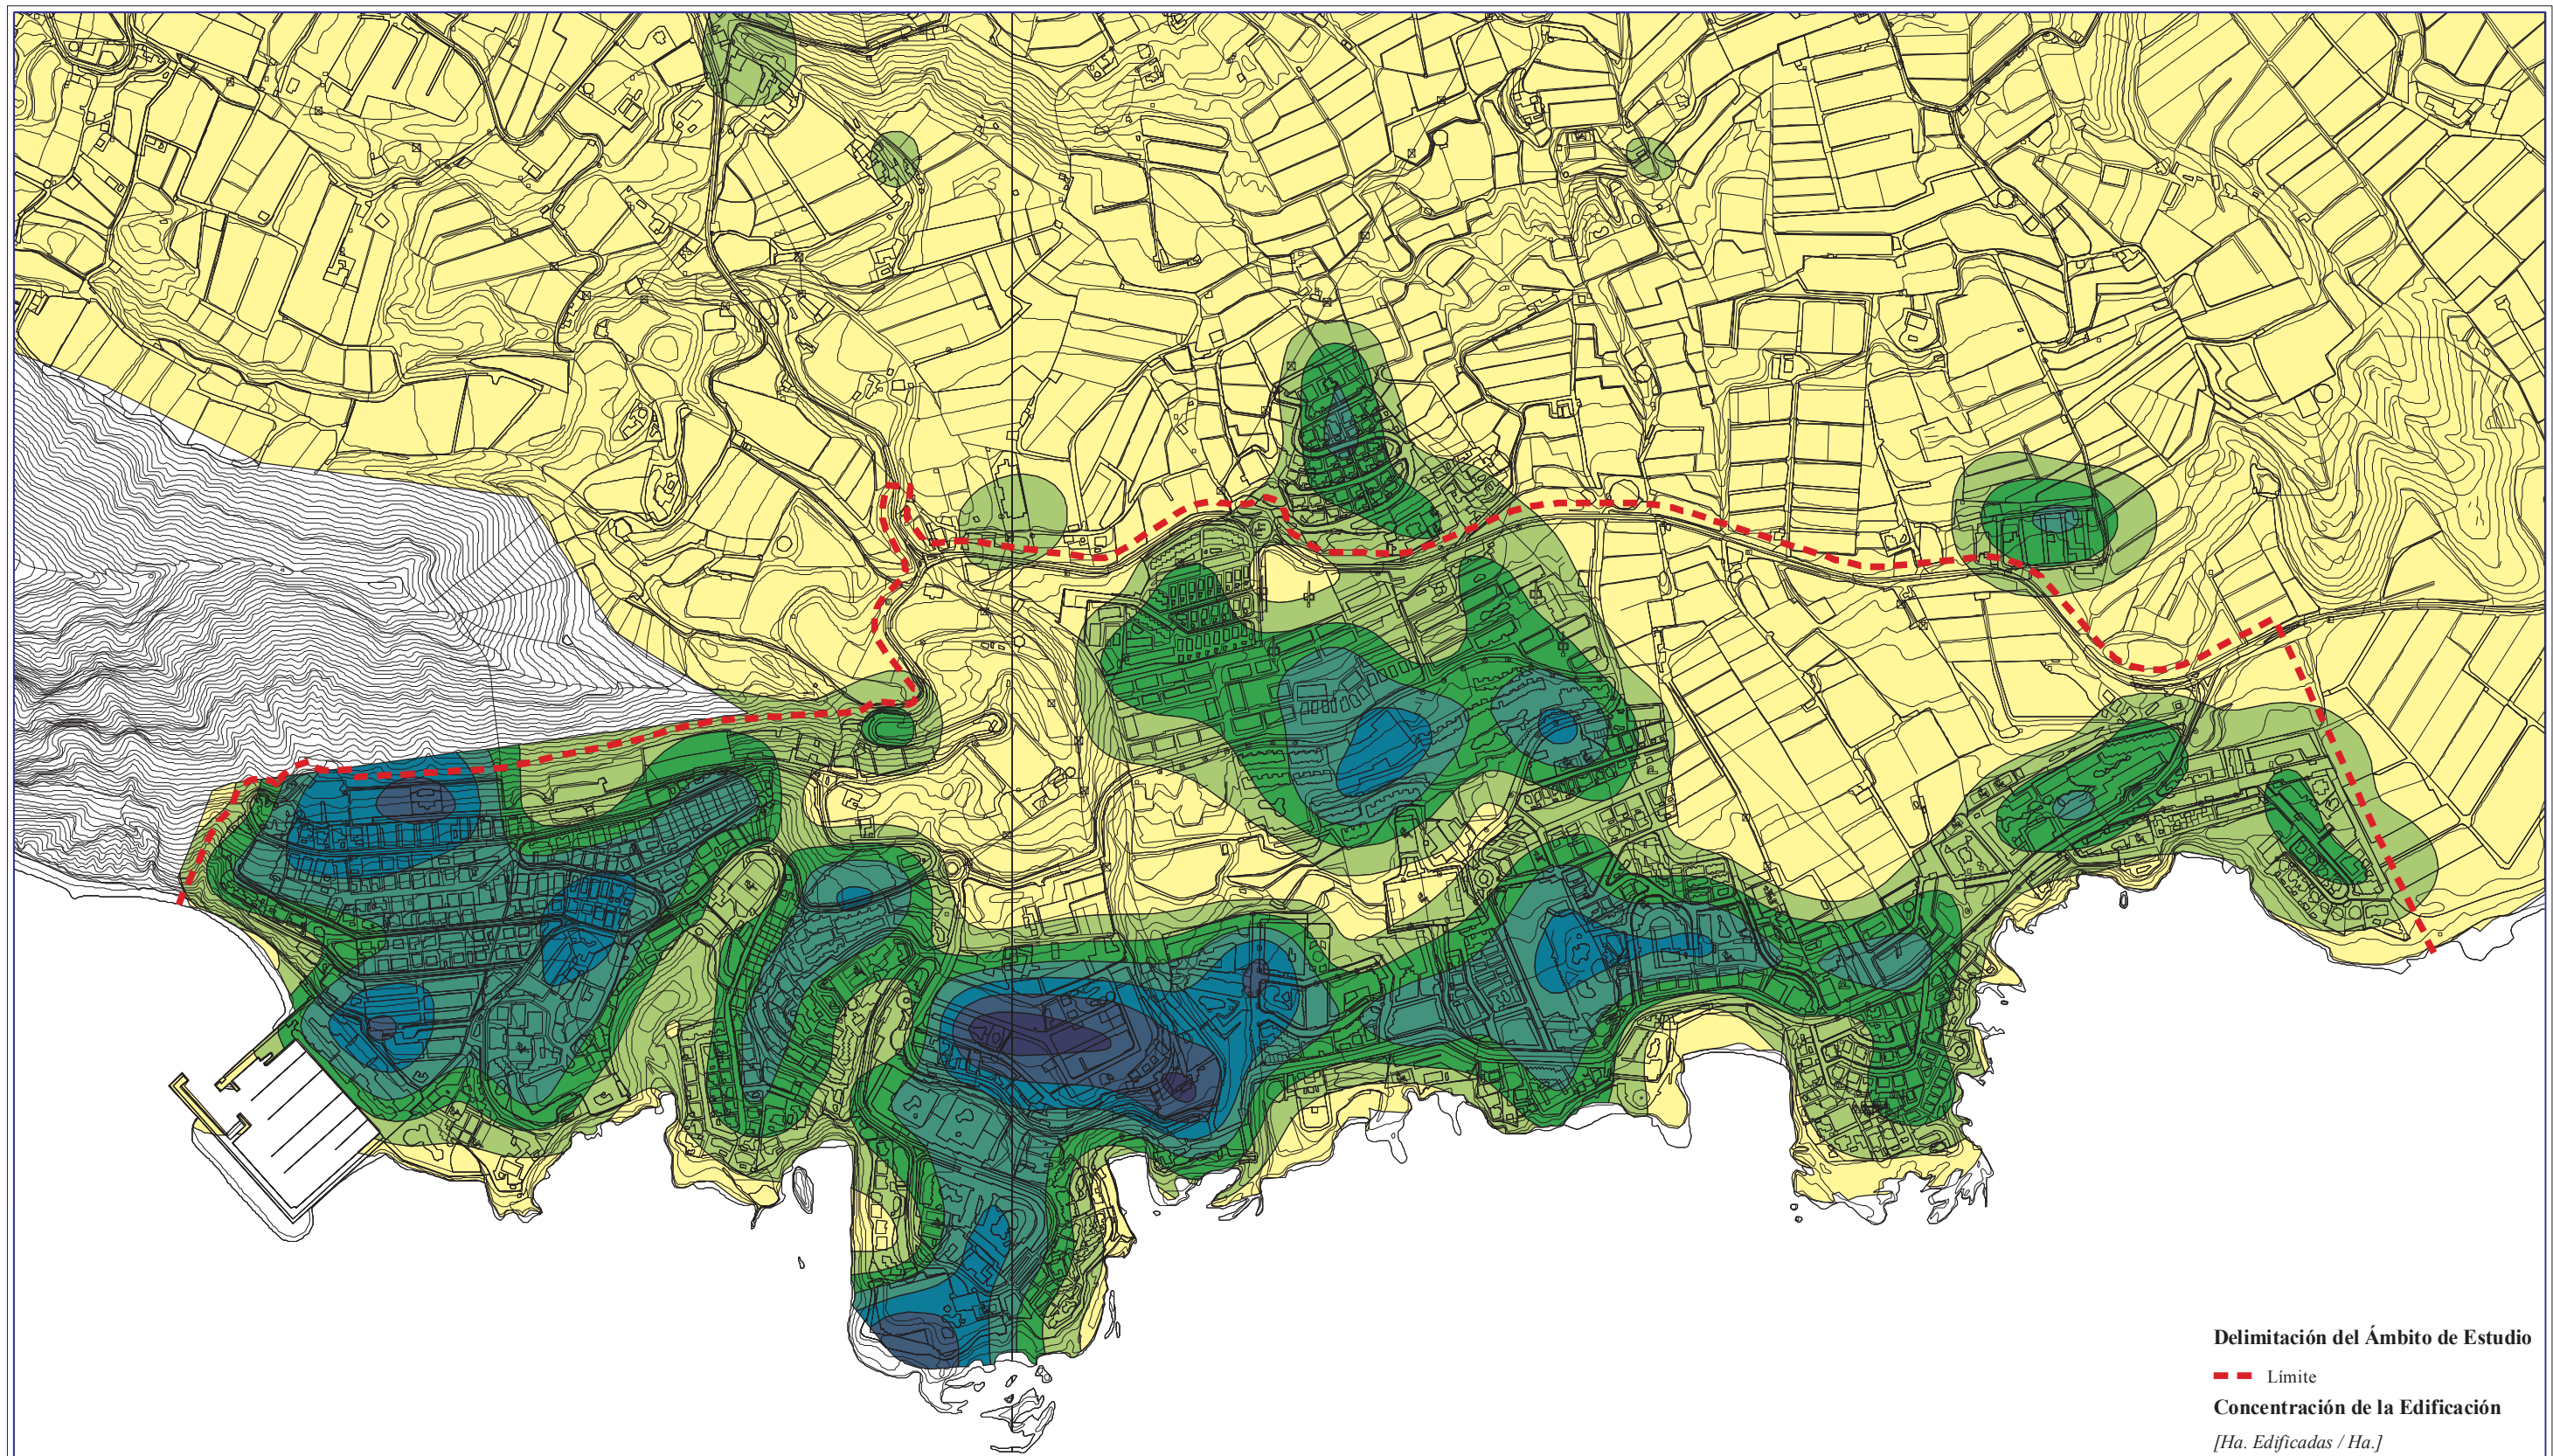 Delimitación del Ámbito de Estudio
Límite
Concentración de la Edificación
[Ha. Edificadas / Ha.]